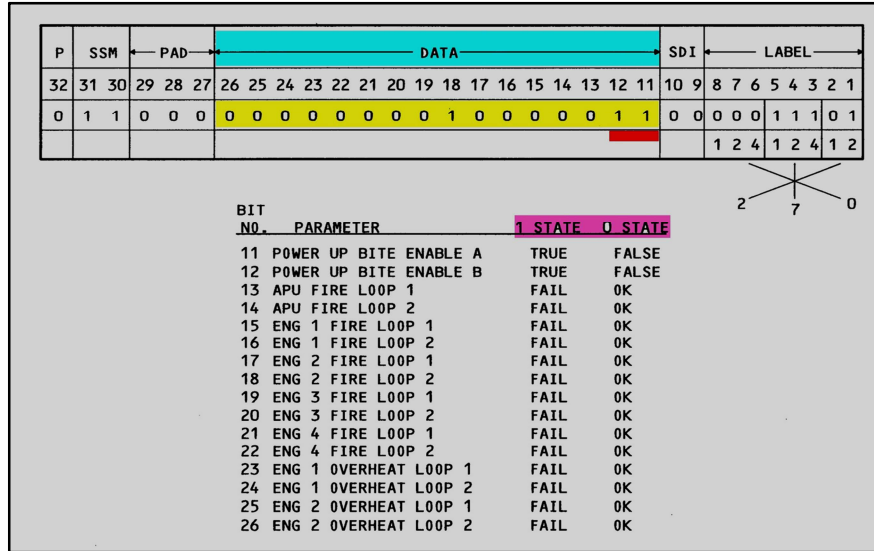 P SSM PAD DATA SDI LABEL
32 31 30 29 28 27 26 25 24 23 22 21 20 19 18 17 16 15 14 13 12 11 10 9 8 7 6 5 4 3 2 1
0 1 1 0 0 0 0 0 0 0 0 0 0 0 1 0 0 0 0 0 1 1 0 0 0 0 0 1 1 1 0 1
1 2 4 1 2 4 1 2
2 7 0
BIT
NO. PARAMETER 1 STATE 0 STATE
11 POWER UP BITE ENABLE A TRUE FALSE
12 POWER UP BITE ENABLE B TRUE FALSE
13 APU FIRE LOOP 1 FAIL OK
14 APU FIRE LOOP 2 FAIL OK
15 ENG 1 FIRE LOOP 1 FAIL OK
16 ENG 1 FIRE LOOP 2 FAIL OK
17 ENG 2 FIRE LOOP 1 FAIL OK
18 ENG 2 FIRE LOOP 2 FAIL OK
19 ENG 3 FIRE LOOP 1 FAIL OK
20 ENG 3 FIRE LOOP 2 FAIL OK
21 ENG 4 FIRE LOOP 1 FAIL OK
22 ENG 4 FIRE LOOP 2 FAIL OK
23 ENG 1 OVERHEAT LOOP 1 FAIL OK
24 ENG 1 OVERHEAT LOOP 2 FAIL OK
25 ENG 2 OVERHEAT LOOP 1 FAIL OK
26 ENG 2 OVERHEAT LOOP 2 FAIL OK